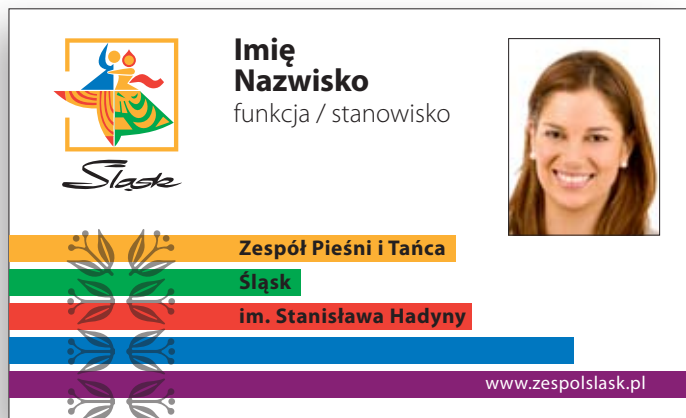 Imię
Nazwisko
funkcja / stanowisko
Śląsk
Zespół Pieśni i Tańca
Śląsk
im. Stanisława Hadyny
www.zespolslask.pl